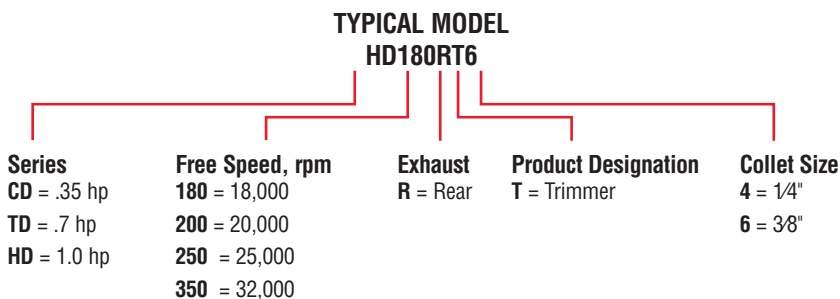 TYPICAL MODEL
HD180RT6
Series
CD = .35 hp
TD = .7 hp
HD = 1.0 hp
Free Speed, rpm
180 = 18,000
200 = 20,000
250 = 25,000
350 = 32,000
Exhaust
R = Rear
Product Designation
T = Trimmer
Collet Size
4 = 1⁄4"
6 = 3⁄8"